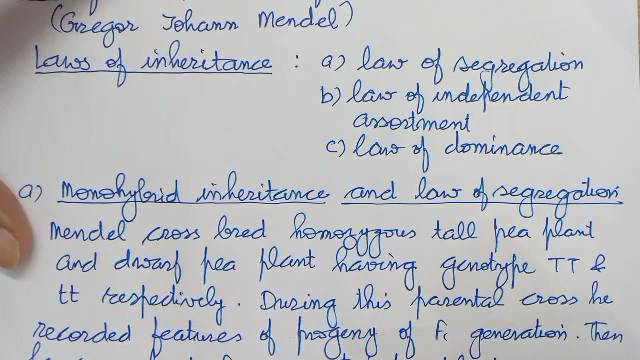 (Gregor Johann Mendel)
Laws of inheritance : a) law of segregation
b) law of independent
assortment
c) law of dominance
a) Monohybrid inheritance and law of segregation
Mendel cross bred homozygous tall pea plant
and dwarf pea plant having genotype TT &
tt respectively. During this parental cross he
recorded features of progeny of F₁ generation. Then